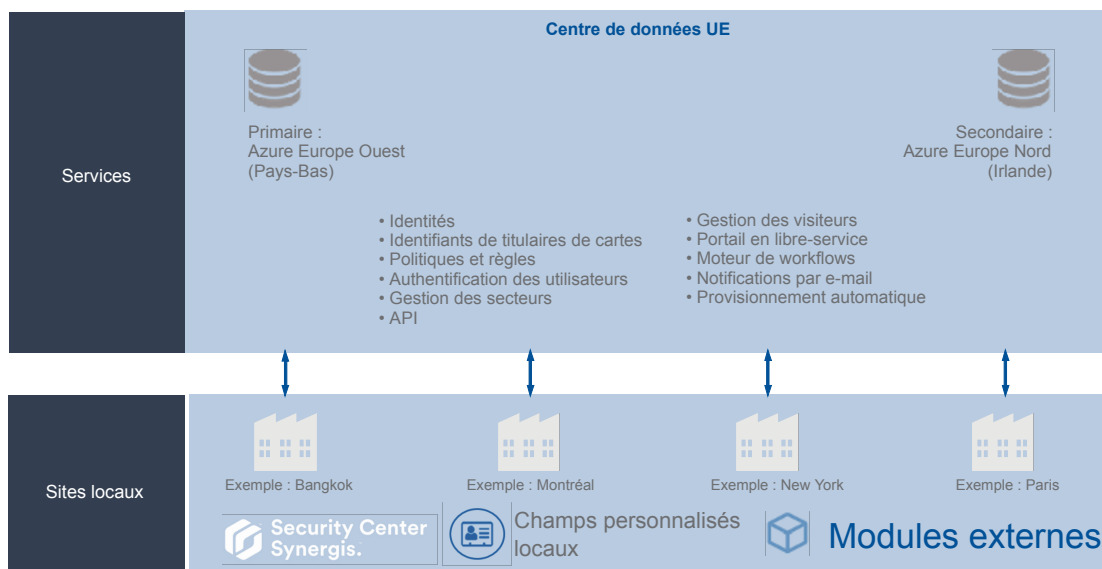 Centre de données UE
Services
Primaire :
Azure Europe Ouest
(Pays-Bas)
Secondaire :
Azure Europe Nord
(Irlande)
• Identités
• Identifiants de titulaires de cartes
• Politiques et règles
• Authentification des utilisateurs
• Gestion des secteurs
• API
• Gestion des visiteurs
• Portail en libre-service
• Moteur de workflows
• Notifications par e-mail
• Provisionnement automatique
Sites locaux
Exemple : Bangkok
Exemple : Montréal
Exemple : New York
Exemple : Paris
Security Center
Synergis.
Champs personnalisés
locaux
Modules externes